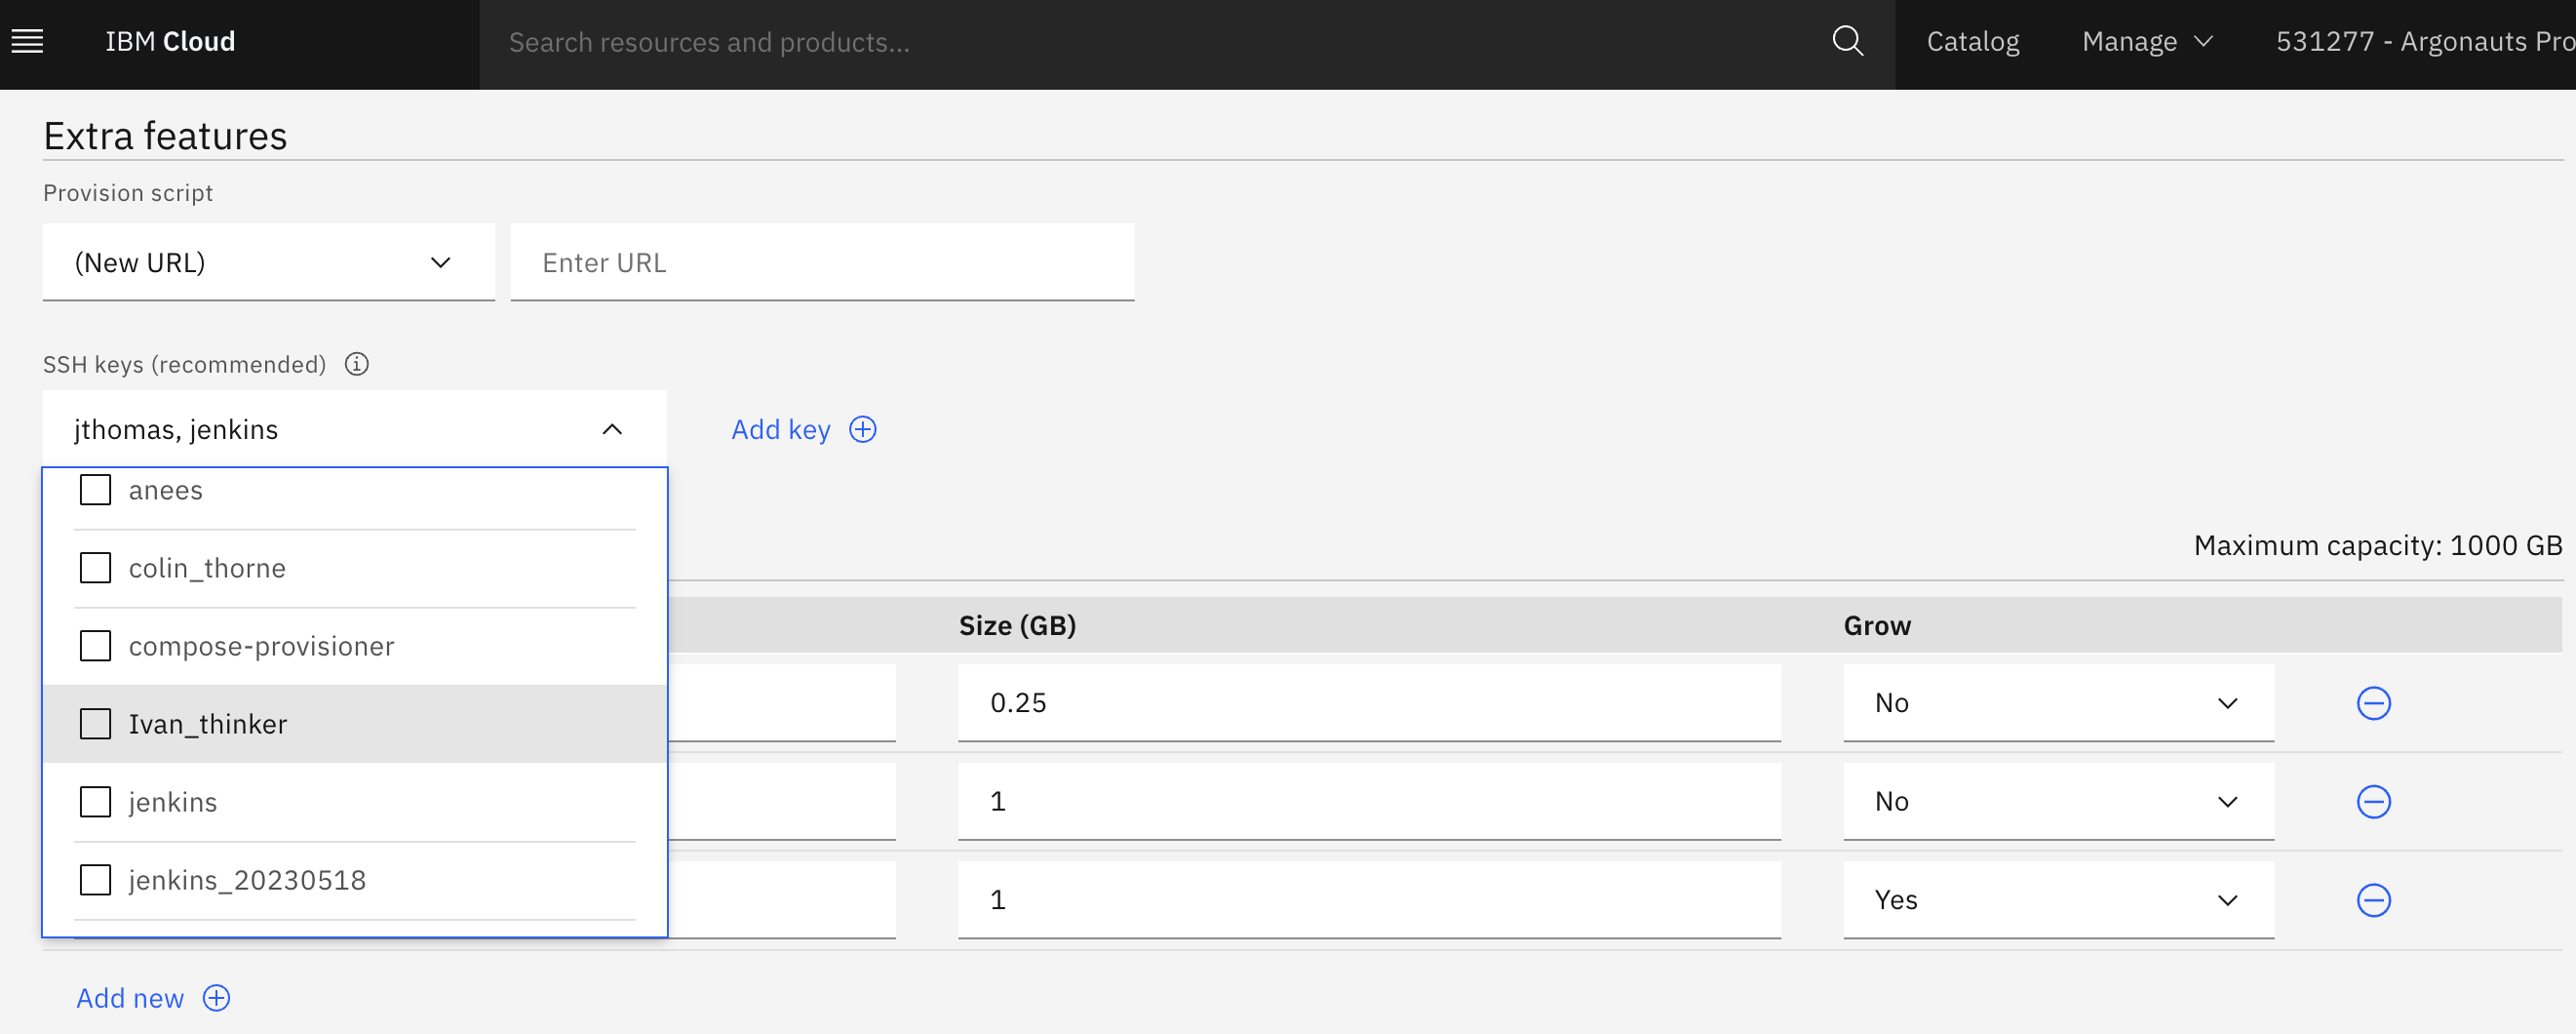 IBM Cloud
Search resources and products...
Catalog
Manage
531277 - Argonauts Pro
Extra features
Provision script
(New URL)
Enter URL
SSH keys (recommended)
jthomas, jenkins
Add key
anees
colin_thorne
compose-provisioner
Ivan_thinker
jenkins
jenkins_20230518
Maximum capacity: 1000 GB
Size (GB)
Grow
0.25
No
1
No
1
Yes
Add new